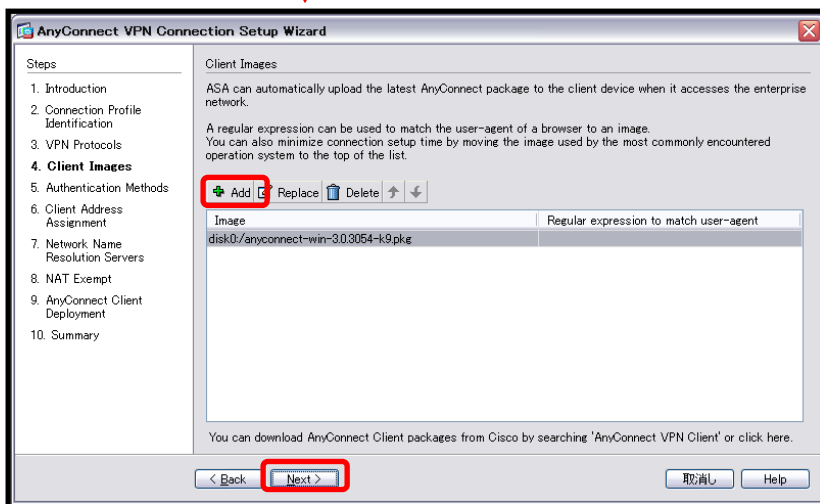 AnyConnect VPN Connection Setup Wizard
Steps
1. Introduction
2. Connection Profile
Identification
3. VPN Protocols
4. Client Images
5. Authentication Methods
6. Client Address
Assignment
7. Network Name
Resolution Servers
8. NAT Exempt
9. AnyConnect Client
Deployment
10. Summary
Client Images
ASA can automatically upload the latest AnyConnect package to the client device when it accesses the enterprise
network.
A regular expression can be used to match the user-agent of a browser to an image.
You can also minimize connection setup time by moving the image used by the most commonly encountered
operation system to the top of the list.
Add Replace Delete
Image Regular expression to match user-agent
disk0:/anyconnect-win-3.0.3054-k9.pkg
You can download AnyConnect Client packages from Cisco by searching 'AnyConnect VPN Client' or click here.
< Back Next > 取消し Help